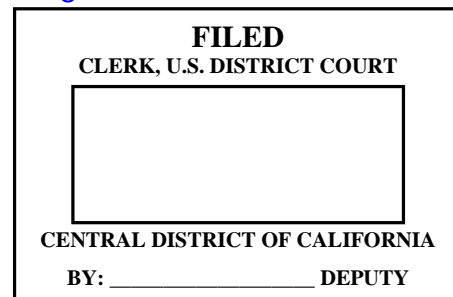 FILED
CLERK, U.S. DISTRICT COURT
CENTRAL DISTRICT OF CALIFORNIA
BY: ___________________ DEPUTY